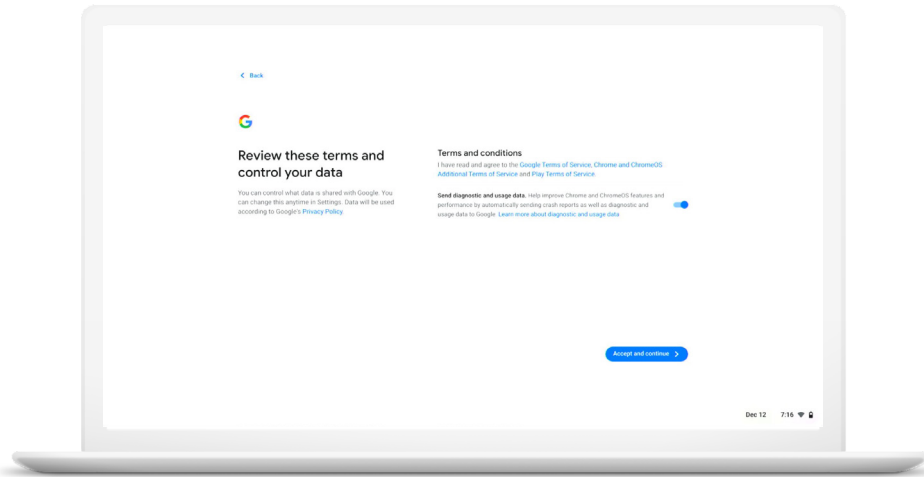 Back
Review these terms and
control your data
You can control what data is shared with Google. You
can change this anytime in Settings. Data will be used
according to Google's Privacy Policy.
Terms and conditions
I have read and agree to the Google Terms of Service, Chrome and ChromeOS
Additional Terms of Service and Play Terms of Service.
Send diagnostic and usage data. Help improve Chrome and ChromeOS features and
performance by automatically sending crash reports as well as diagnostic and
usage data to Google. Learn more about diagnostic and usage data
Accept and continue
Dec 12 7:16